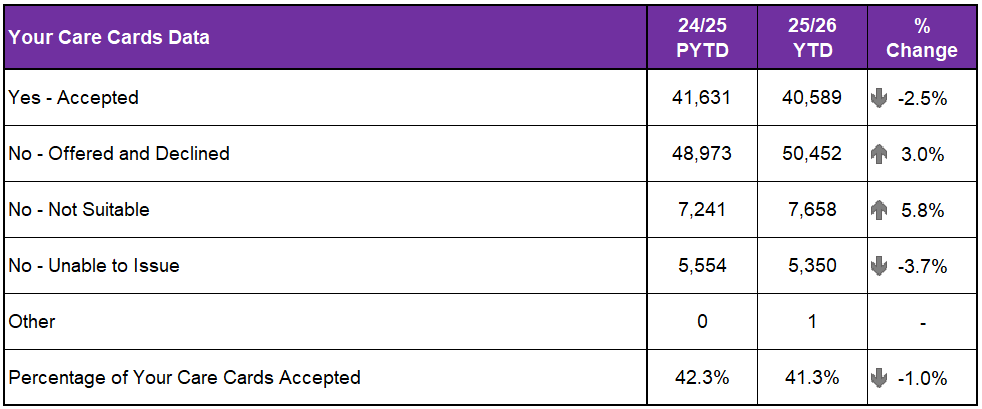 Your Care Cards Data 24/25 PYTD 25/26 YTD % Change
Yes - Accepted 41,631 40,589 -2.5%
No - Offered and Declined 48,973 50,452 3.0%
No - Not Suitable 7,241 7,658 5.8%
No - Unable to Issue 5,554 5,350 -3.7%
Other 0 1 -
Percentage of Your Care Cards Accepted 42.3% 41.3% -1.0%